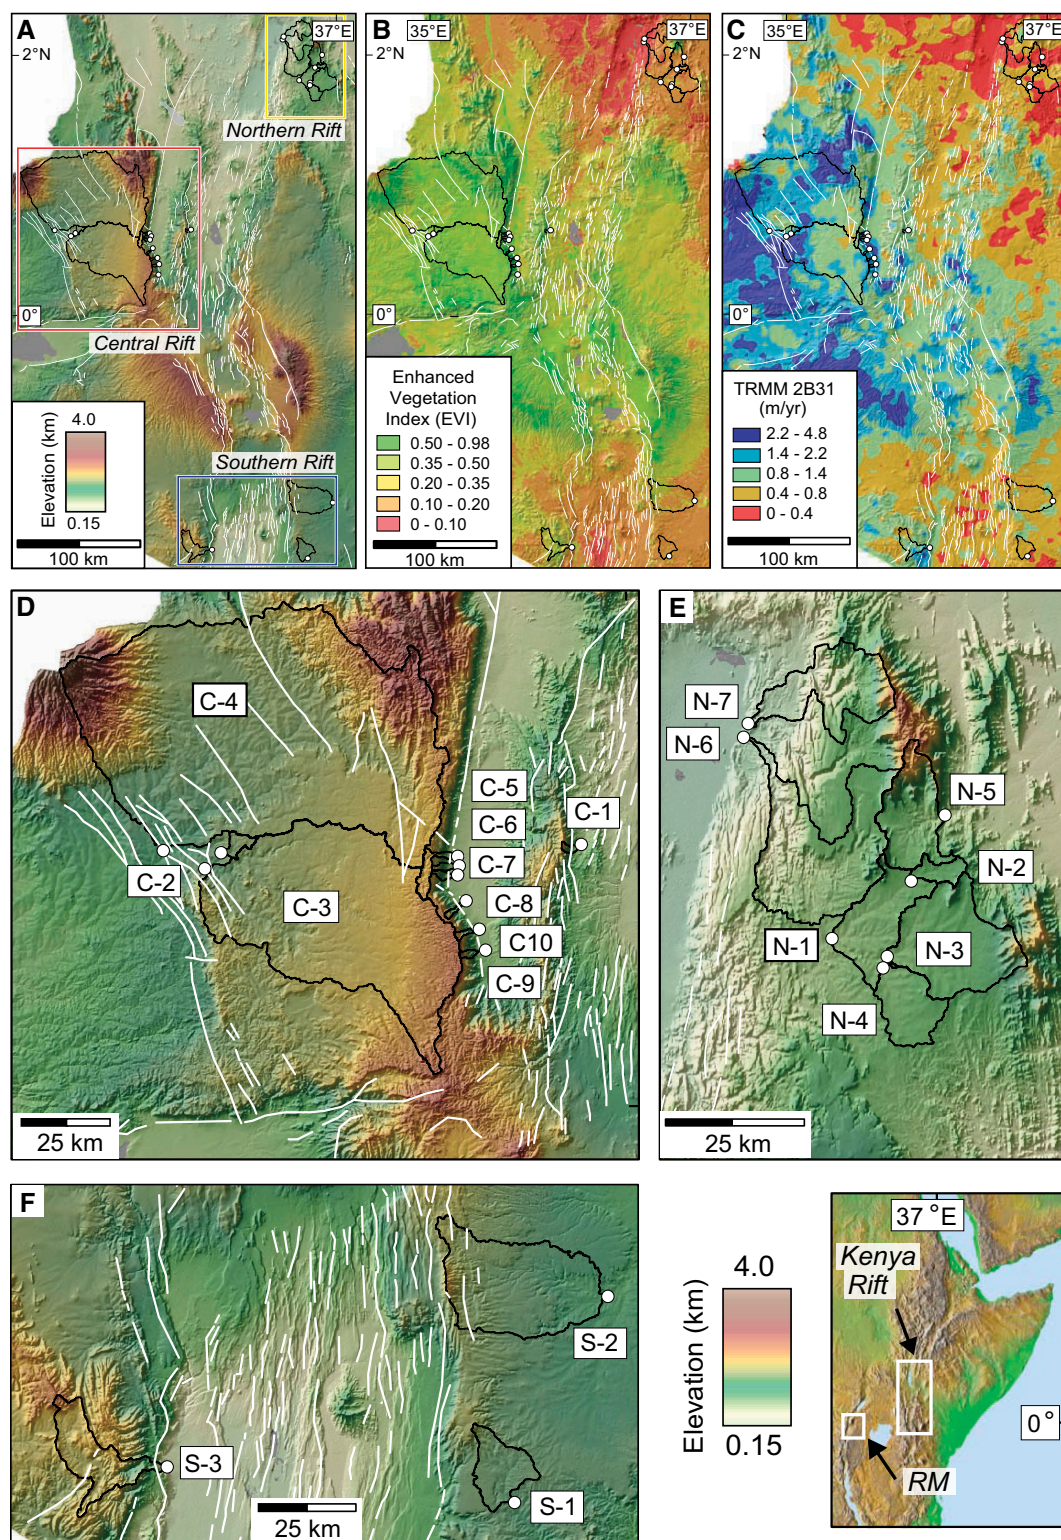 A
37°E
2°N
Northern Rift
0°
Central Rift
Elevation (km)
4.0
0.15
Southern Rift
100 km
B
35°E
37°E
2°N
0°
Enhanced
Vegetation
Index (EVI)
0.50 - 0.98
0.35 - 0.50
0.20 - 0.35
0.10 - 0.20
0 - 0.10
100 km
C
35°E
37°E
2°N
0°
TRMM 2B31
(m/yr)
2.2 - 4.8
1.4 - 2.2
0.8 - 1.4
0.4 - 0.8
0 - 0.4
100 km
D
C-4
C-5
C-6
C-1
C-7
C-2
C-3
C-8
C10
C-9
25 km
E
N-7
N-6
N-5
N-2
N-1
N-3
N-4
25 km
F
S-2
S-3
S-1
25 km
Elevation (km)
4.0
0.15
37 °E
Kenya
Rift
0°
RM